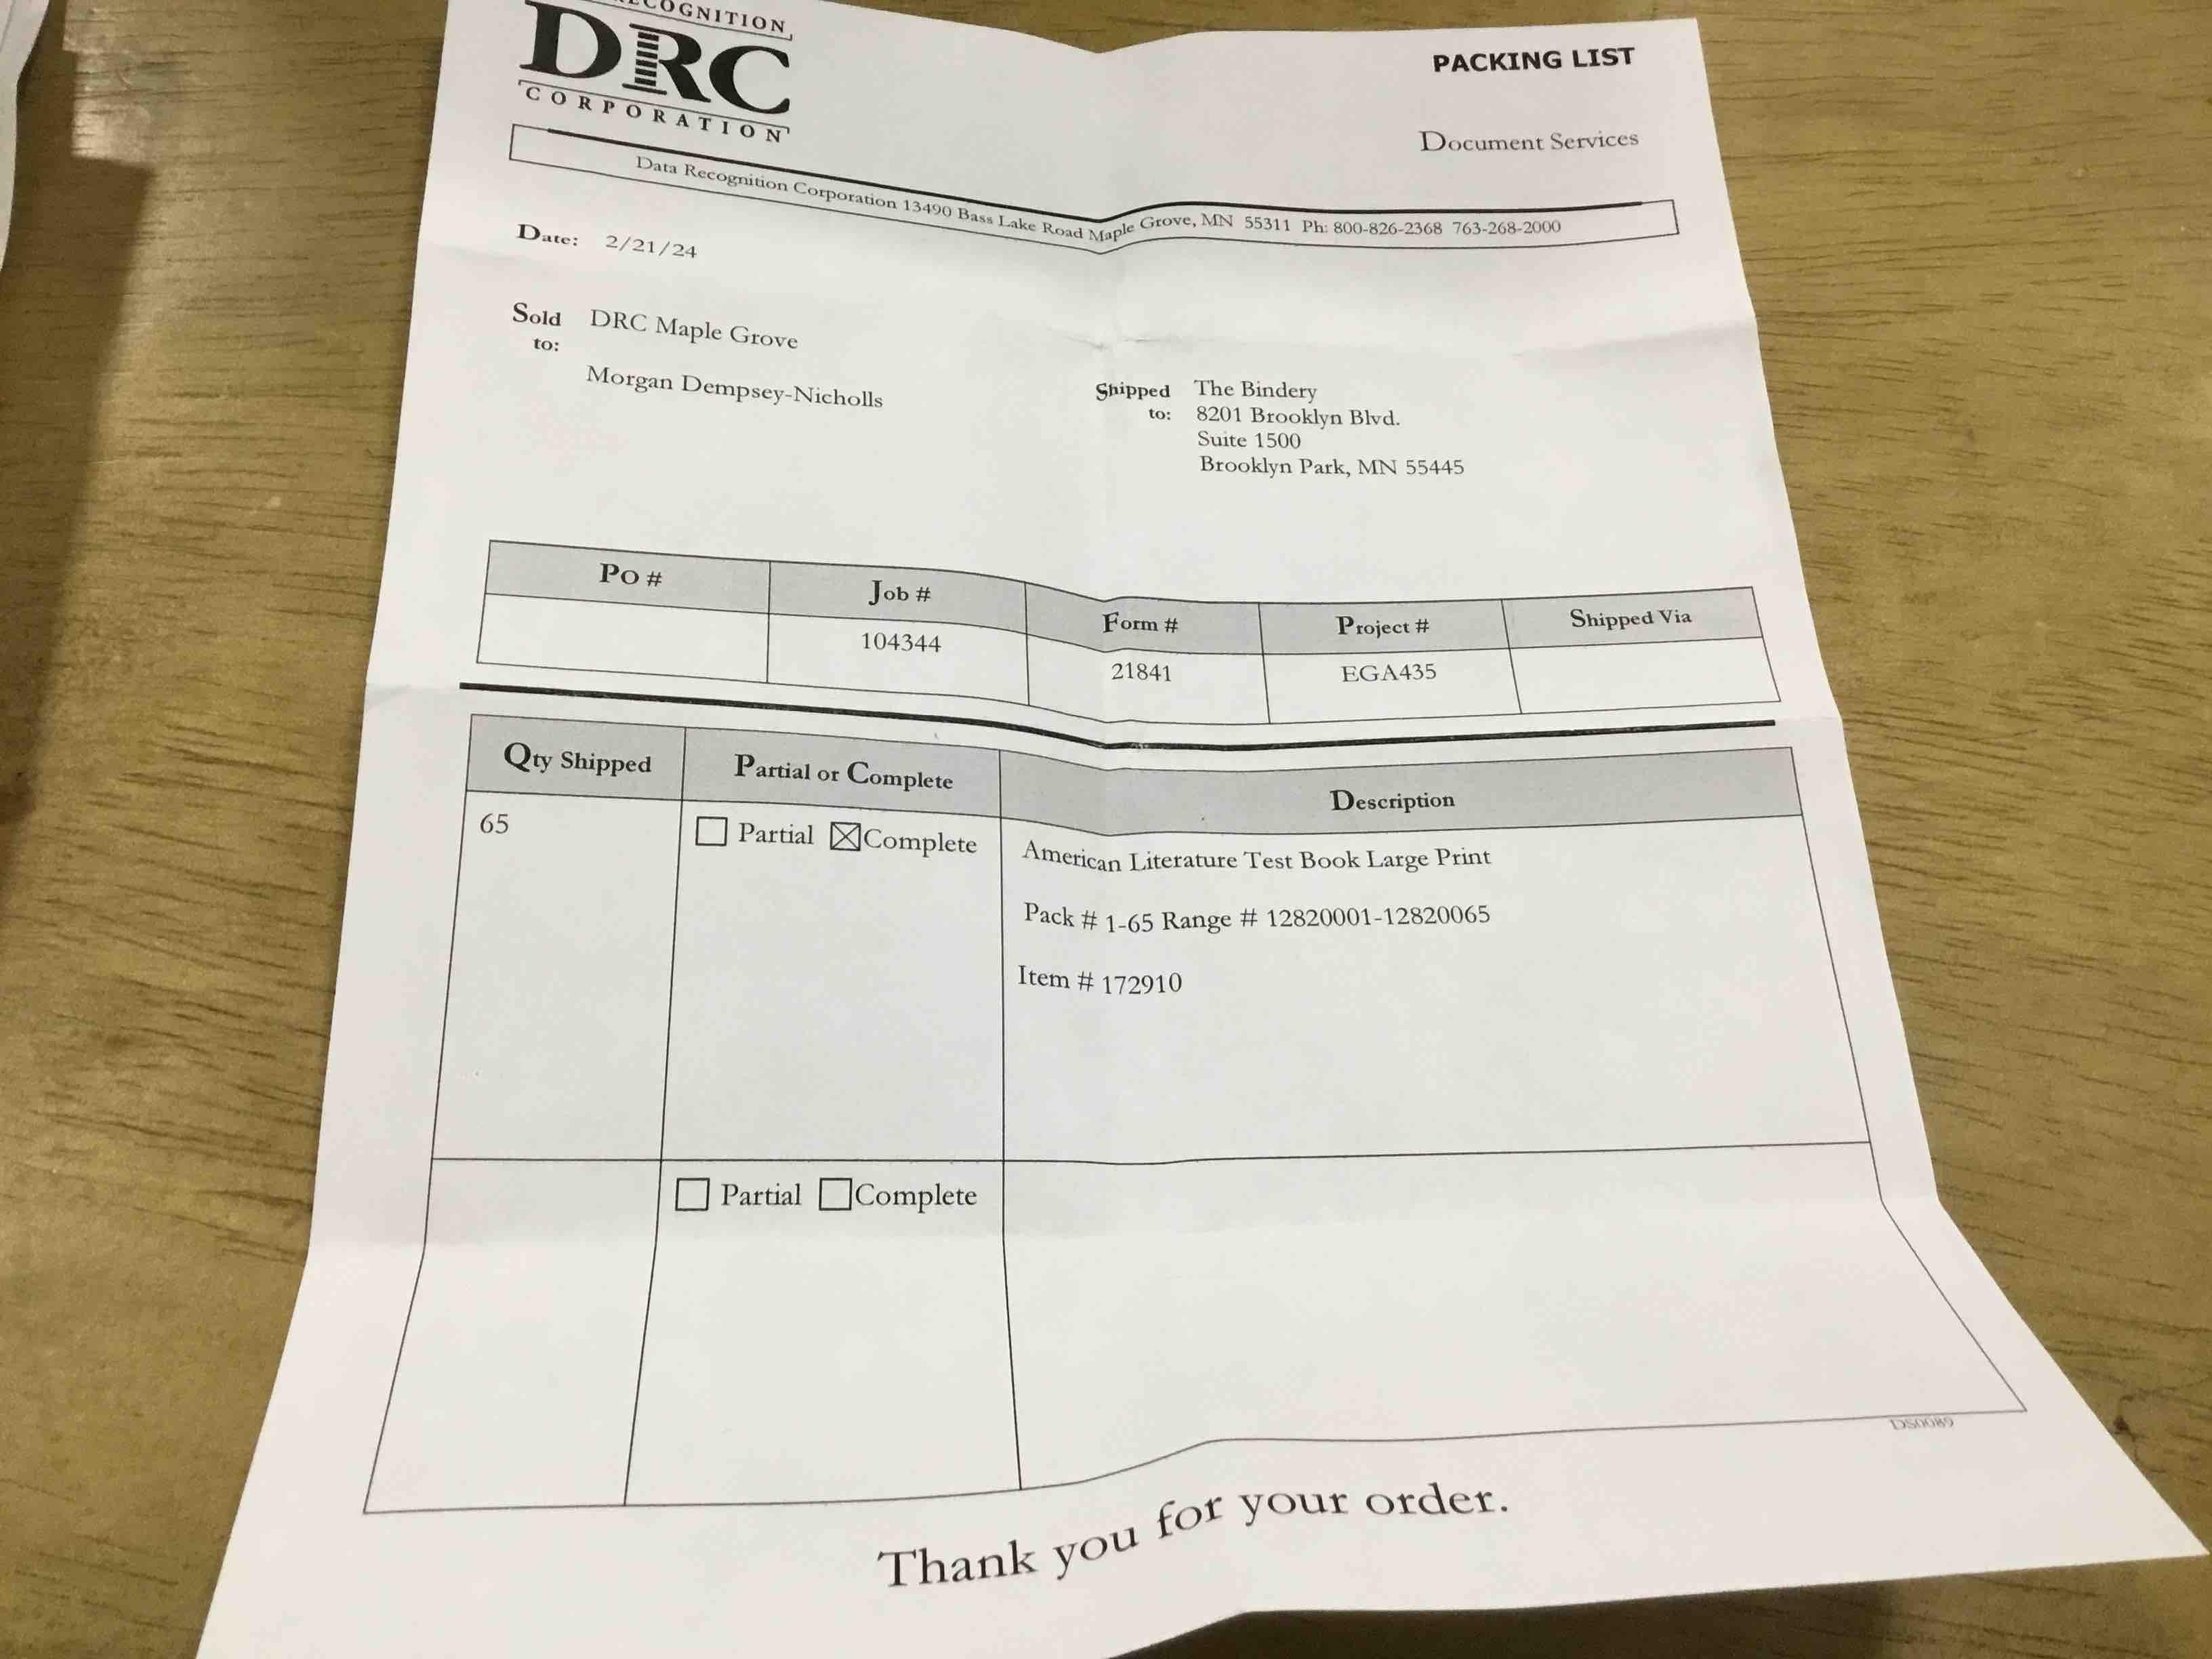 RECOGNITION
DRC
CORPORATION
PACKING LIST
Document Services
Data Recognition Corporation 13490 Bass Lake Road Maple Grove, MN 55311 Ph: 800-826-2368 763-268-2000
Date: 2/21/24
Sold to: DRC Maple Grove
Morgan Dempsey-Nicholls
Shipped to: The Bindery
8201 Brooklyn Blvd.
Suite 1500
Brooklyn Park, MN 55445
PO # Job # Form # Project # Shipped Via
104344 21841 EGA435
Qty Shipped Partial or Complete Description
65 Partial Complete American Literature Test Book Large Print
Pack # 1-65 Range # 12820001-12820065
Item # 172910
Partial Complete
DS0089
Thank you for your order.